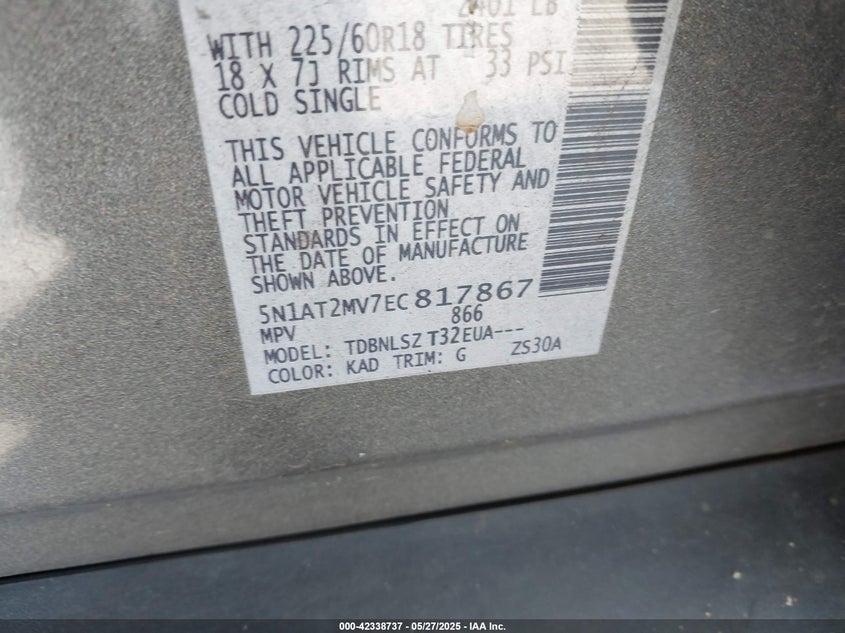 2401 LB
WITH 225/60R18 TIRES
18 X 7J RIMS AT 33 PSI
COLD SINGLE
THIS VEHICLE CONFORMS TO
ALL APPLICABLE FEDERAL
MOTOR VEHICLE SAFETY AND
THEFT PREVENTION
STANDARDS IN EFFECT ON
THE DATE OF MANUFACTURE
SHOWN ABOVE.
5N1AT2MV7EC817867
MPV 866
MODEL: TDBNLSZ T32EUA---
COLOR: KAD TRIM: G ZS30A
000-42338737 - 05/27/2025 - IAA Inc.